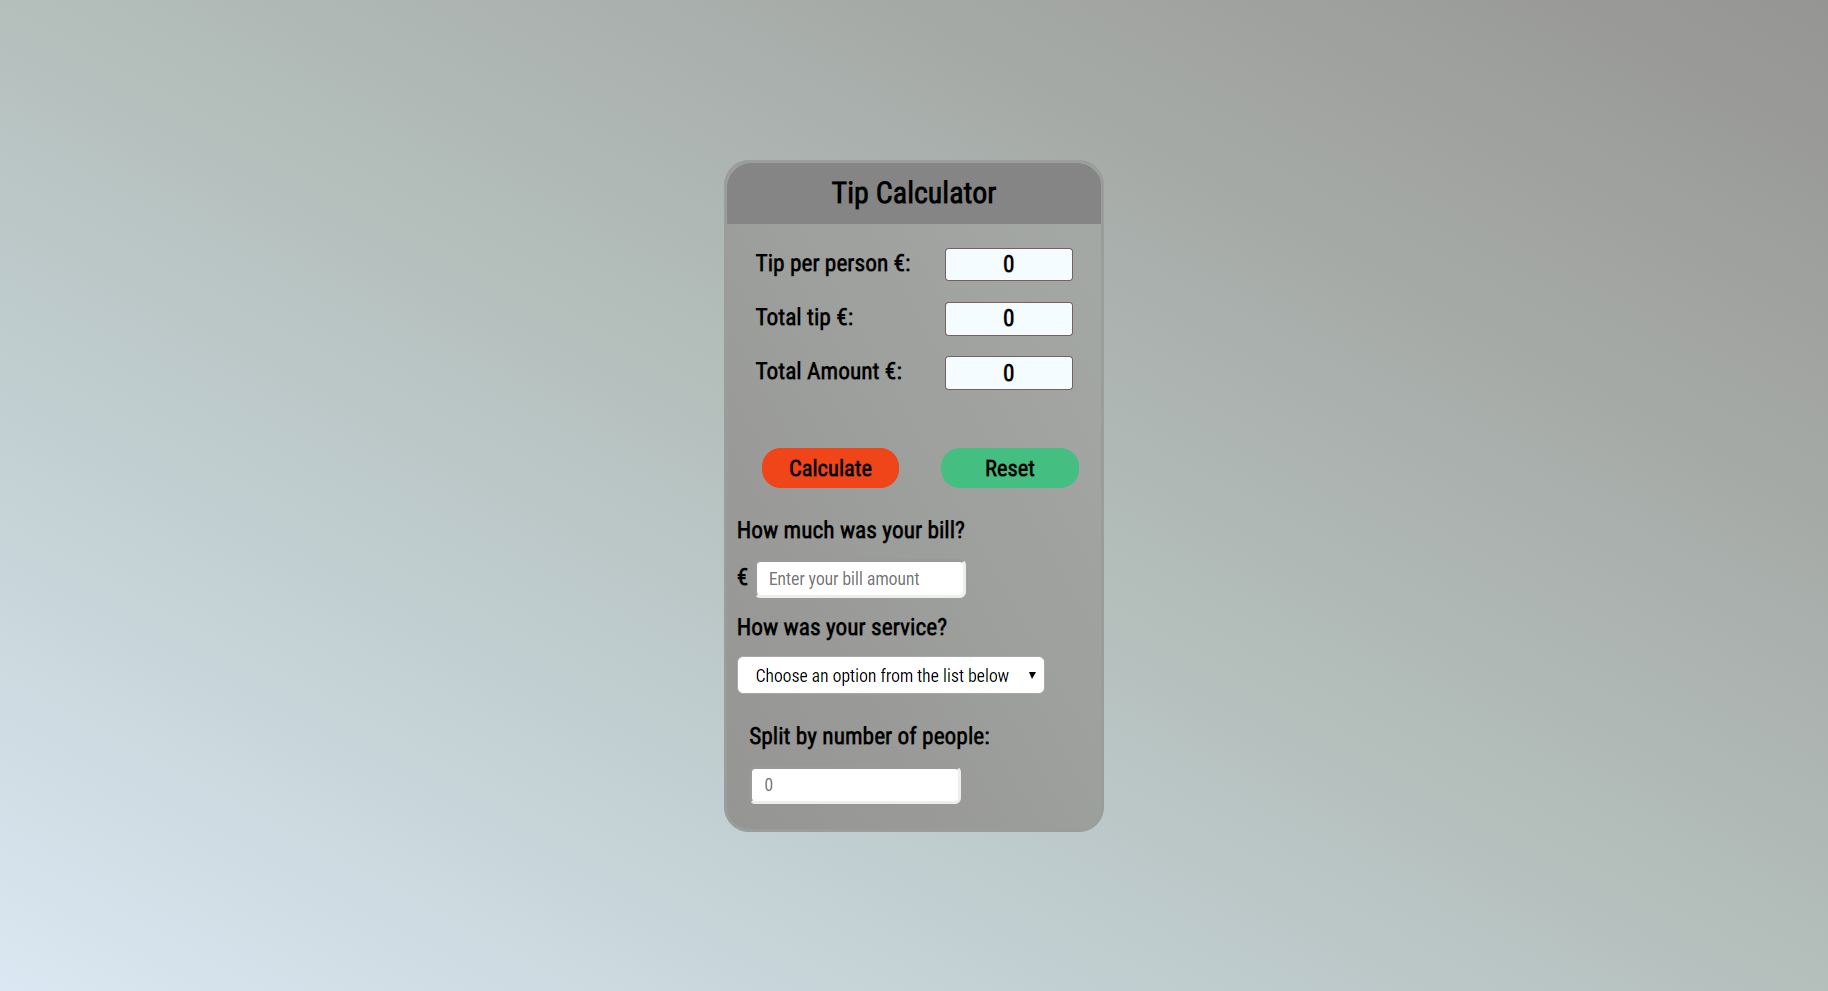 Tip Calculator
Tip per person €: 0
Total tip €: 0
Total Amount €: 0
Calculate Reset
How much was your bill?
€ Enter your bill amount
How was your service?
Choose an option from the list below
Split by number of people:
0